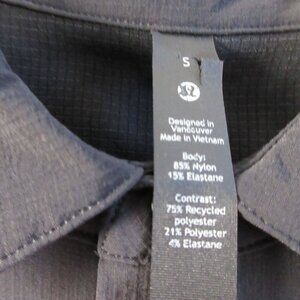 S
Designed in
Vancouver
Made in Vietnam
Body:
85% Nylon
15% Elastane
Contrast:
75% Recycled
polyester
21% Polyester
4% Elastane